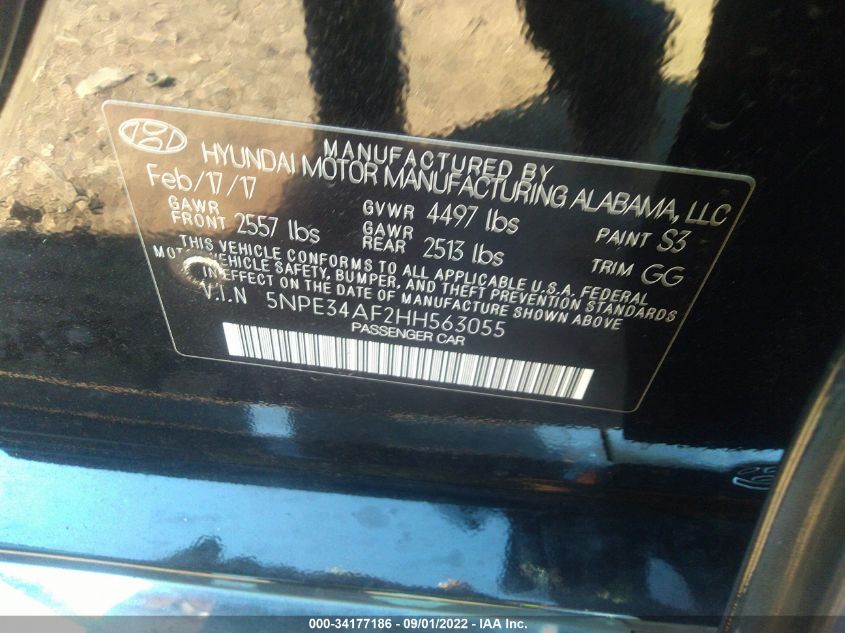 MANUFACTURED BY
HYUNDAI MOTOR MANUFACTURING ALABAMA, LLC
Feb/17/17
GAWR FRONT 2557 lbs
GVWR 4497 lbs
GAWR REAR 2513 lbs
PAINT S3
TRIM GG
THIS VEHICLE CONFORMS TO ALL APPLICABLE U.S.A. FEDERAL
MOTOR VEHICLE SAFETY, BUMPER, AND THEFT PREVENTION STANDARDS
IN EFFECT ON THE DATE OF MANUFACTURE SHOWN ABOVE
V.I.N 5NPE34AF2HH563055
PASSENGER CAR
000-34177186 - 09/01/2022 - IAA Inc.